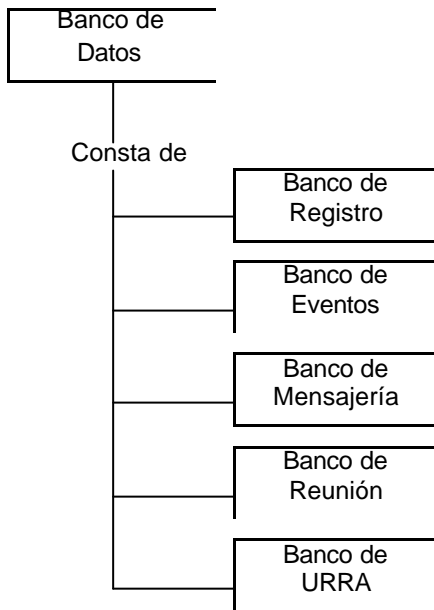 Banco de
Datos
Consta de
Banco de
Registro
Banco de
Eventos
Banco de
Mensajería
Banco de
Reunión
Banco de
URRA